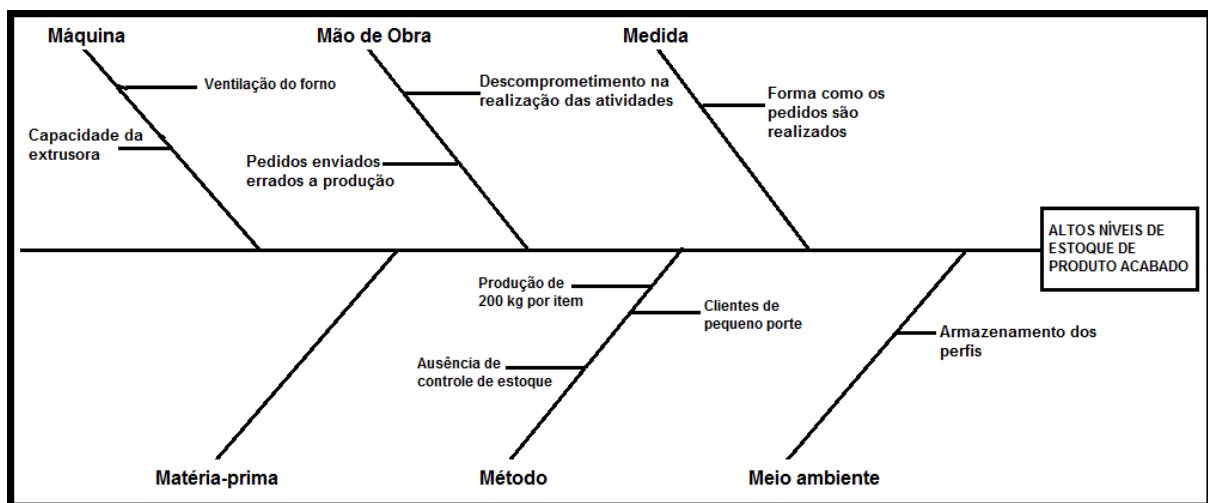 Máquina
Mão de Obra
Medida
Ventilação do forno
Descomprometimento na
realização das atividades
Forma como os
pedidos são
realizados
Capacidade da
extrusora
Pedidos enviados
errados a produção
ALTOS NÍVEIS DE
ESTOQUE DE
PRODUTO ACABADO
Produção de
200 kg por item
Clientes de
pequeno porte
Armazenamento dos
perfis
Ausência de
controle de estoque
Matéria-prima
Método
Meio ambiente